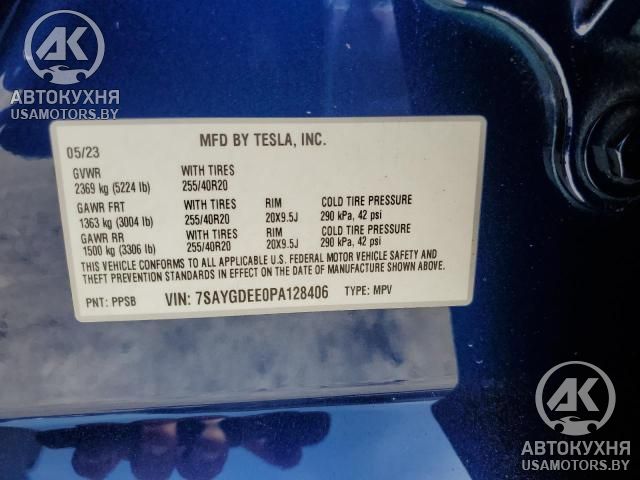 АК
АВТОКУХНЯ
USAMOTORS.BY
MFD BY TESLA, INC.
05/23
GVWR WITH TIRES
2369 kg (5224 lb) 255/40R20
GAWR FRT WITH TIRES RIM COLD TIRE PRESSURE
1363 kg (3004 lb) 255/40R20 20X9.5J 290 kPa, 42 psi
GAWR RR WITH TIRES RIM COLD TIRE PRESSURE
1500 kg (3306 lb) 255/40R20 20X9.5J 290 kPa, 42 psi
THIS VEHICLE CONFORMS TO ALL APPLICABLE U.S. FEDERAL MOTOR VEHICLE SAFETY AND
THEFT PREVENTION STANDARDS IN EFFECT ON THE DATE OF MANUFACTURE SHOWN ABOVE.
PNT: PPSB VIN: 7SAYGDEE0PA128406 TYPE: MPV
АК
АВТОКУХНЯ
USAMOTORS.BY